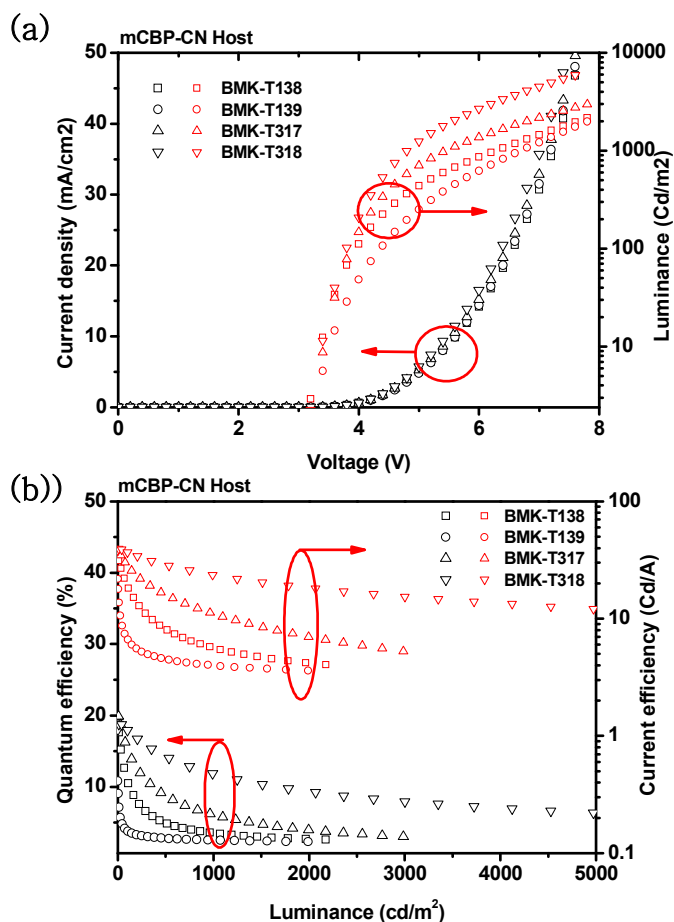 (a)
mCBP-CN Host
50
40
30
20
10
0
Current density (mA/cm2)
10000
1000
100
10
Luminance (Cd/m2)
BMK-T138
BMK-T139
BMK-T317
BMK-T318
0 2 4 6 8
Voltage (V)
(b))
mCBP-CN Host
50
40
30
20
10
Quantum efficiency (%)
100
10
1
0.1
Current efficiency (Cd/A)
BMK-T138
BMK-T139
BMK-T317
BMK-T318
0 1000 2000 3000 4000 5000
Luminance (cd/m²)